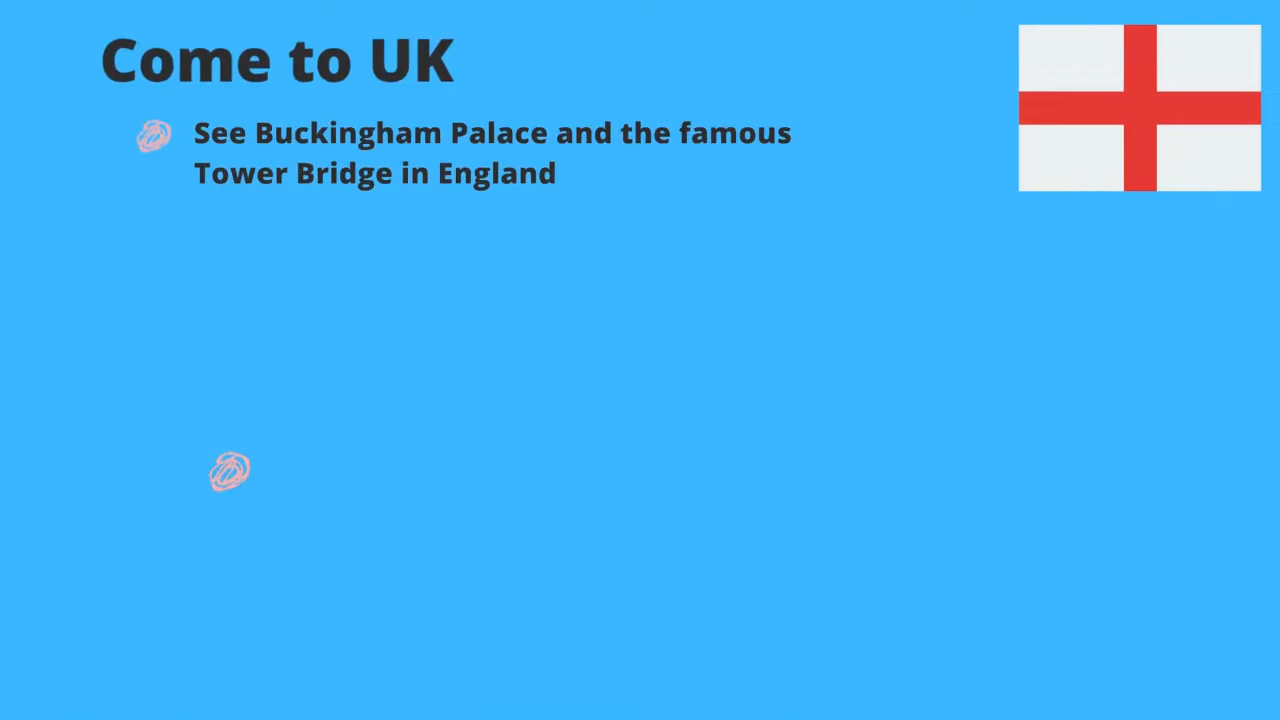 Come to UK
See Buckingham Palace and the famous
Tower Bridge in England